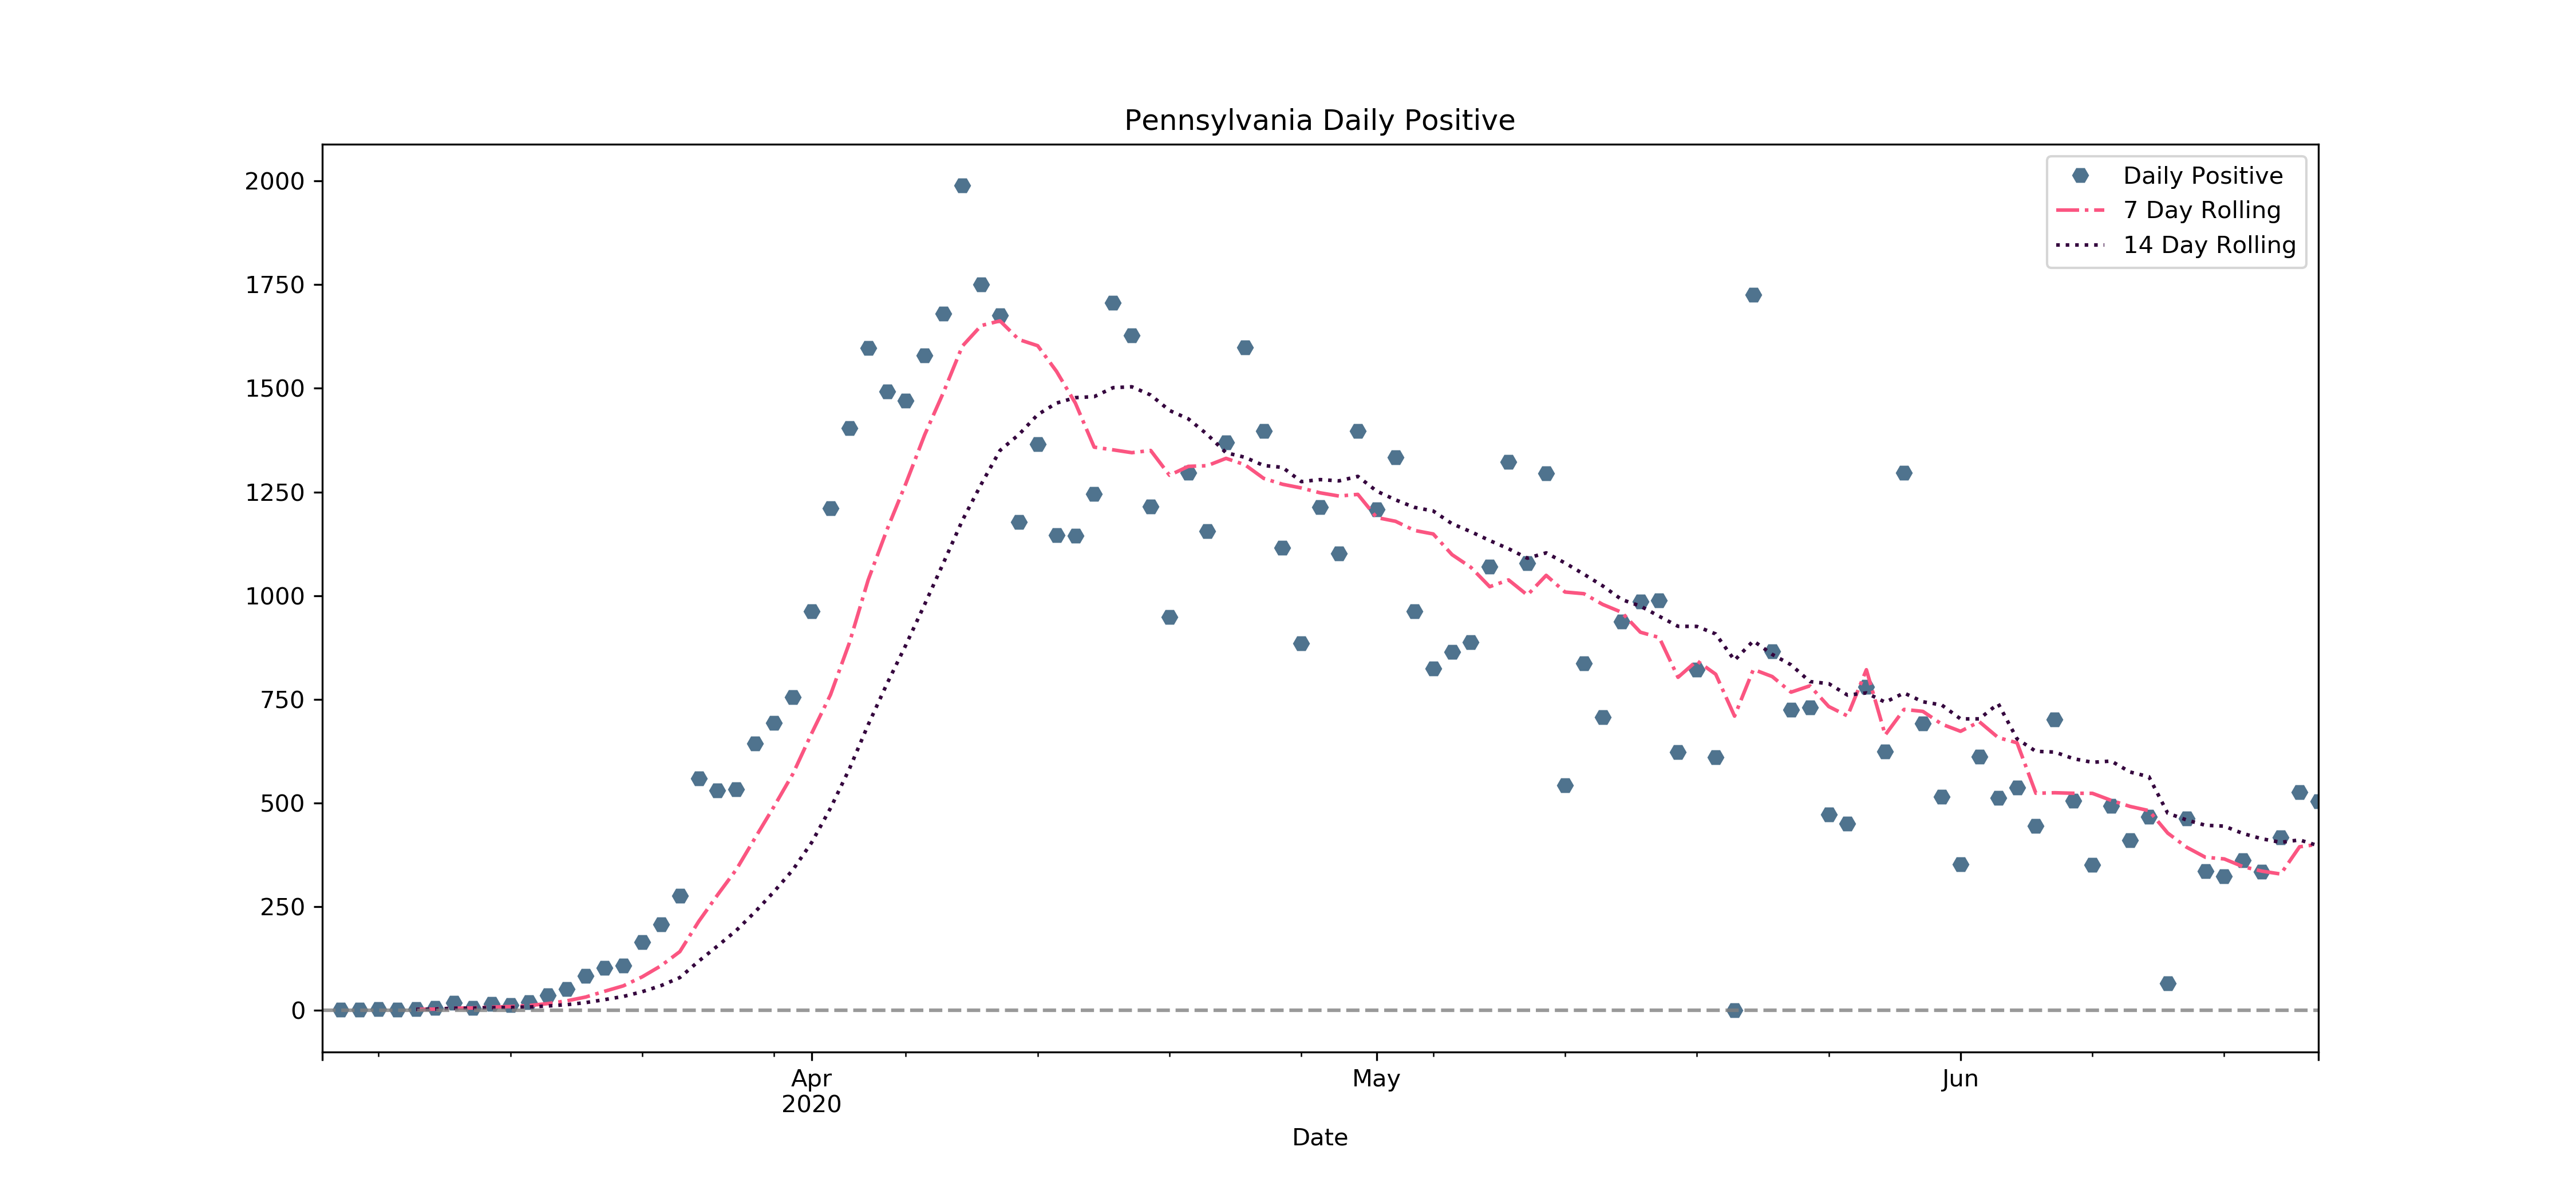 Pennsylvania Daily Positive
2000
1750
1500
1250
1000
750
500
250
0
Daily Positive
7 Day Rolling
14 Day Rolling
Apr
2020
May
Jun
Date